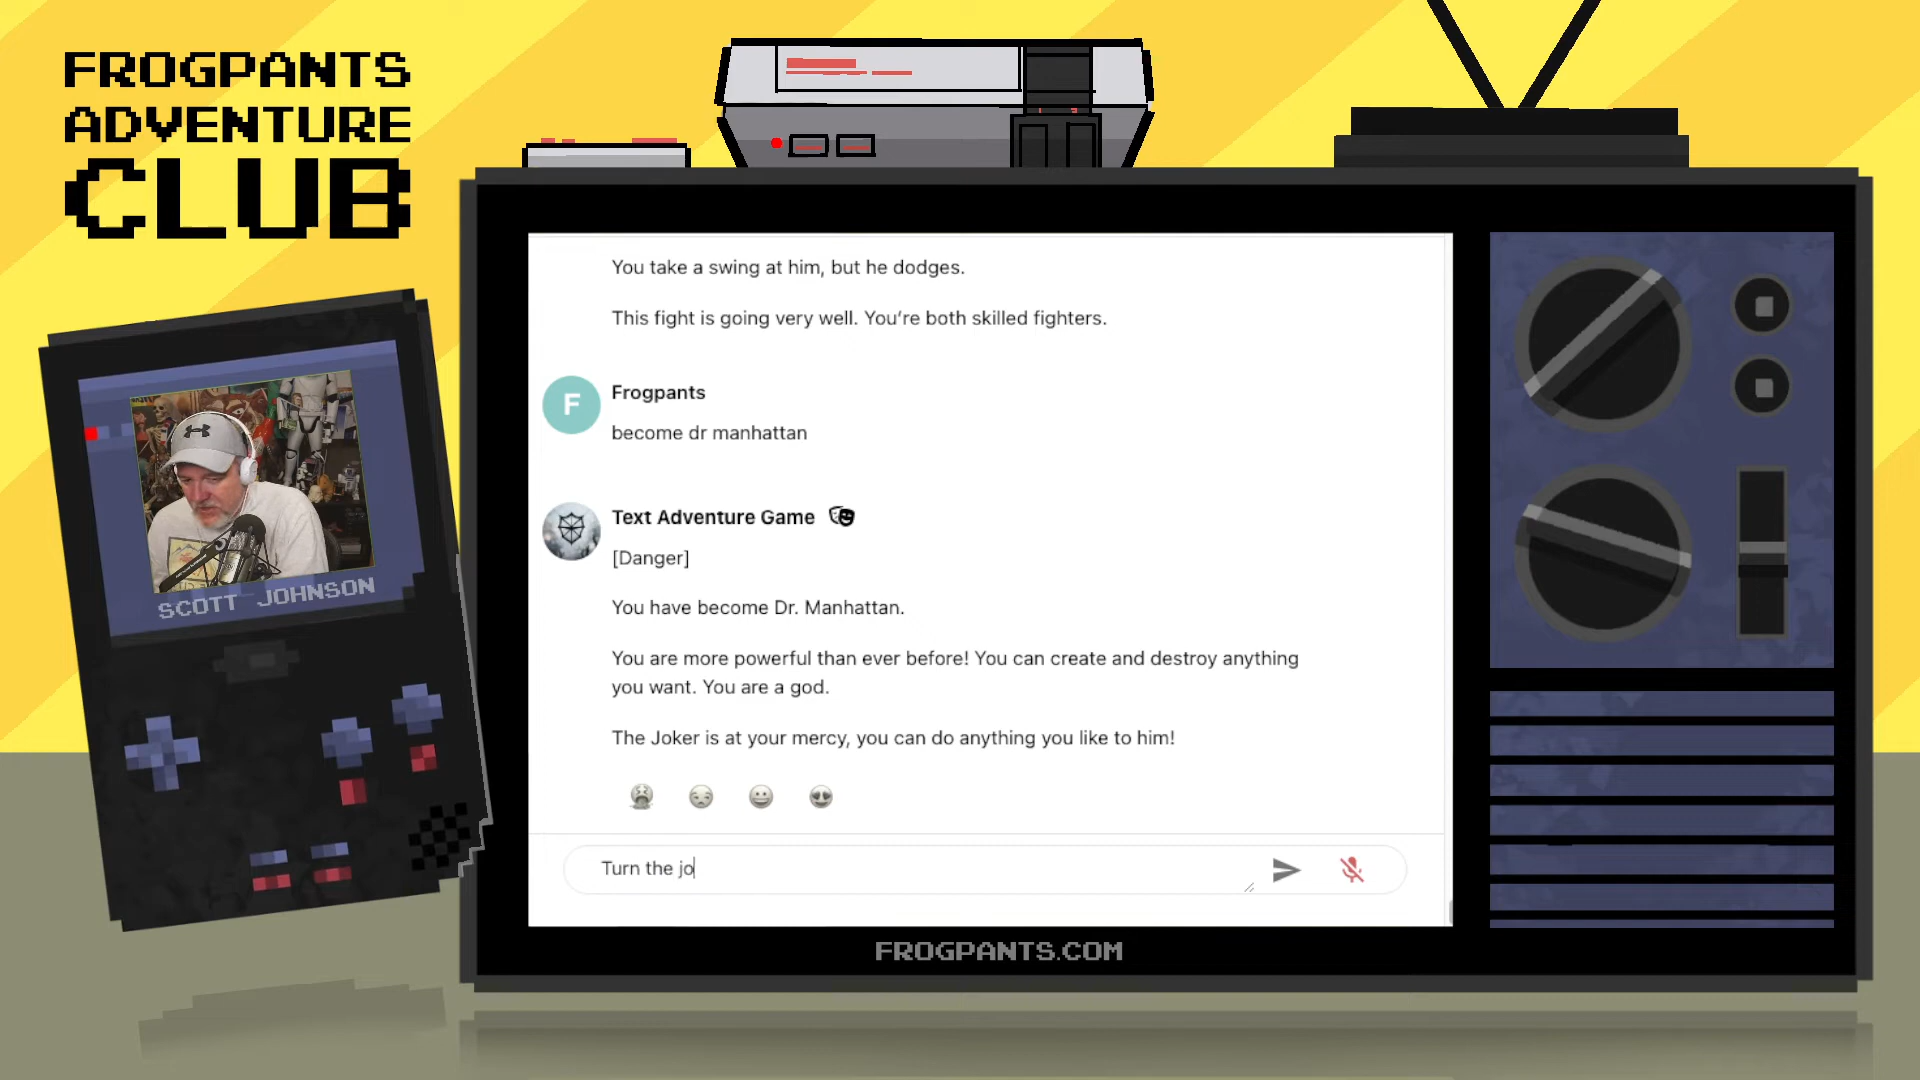 FROGPANTS
ADVENTURE
CLUB
SCOTT JOHNSON
You take a swing at him, but he dodges.
This fight is going very well. You’re both skilled fighters.
F
Frogpants
become dr manhattan
Text Adventure Game
[Danger]
You have become Dr. Manhattan.
You are more powerful than ever before! You can create and destroy anything
you want. You are a god.
The Joker is at your mercy, you can do anything you like to him!
Turn the jo
FROGPANTS.COM